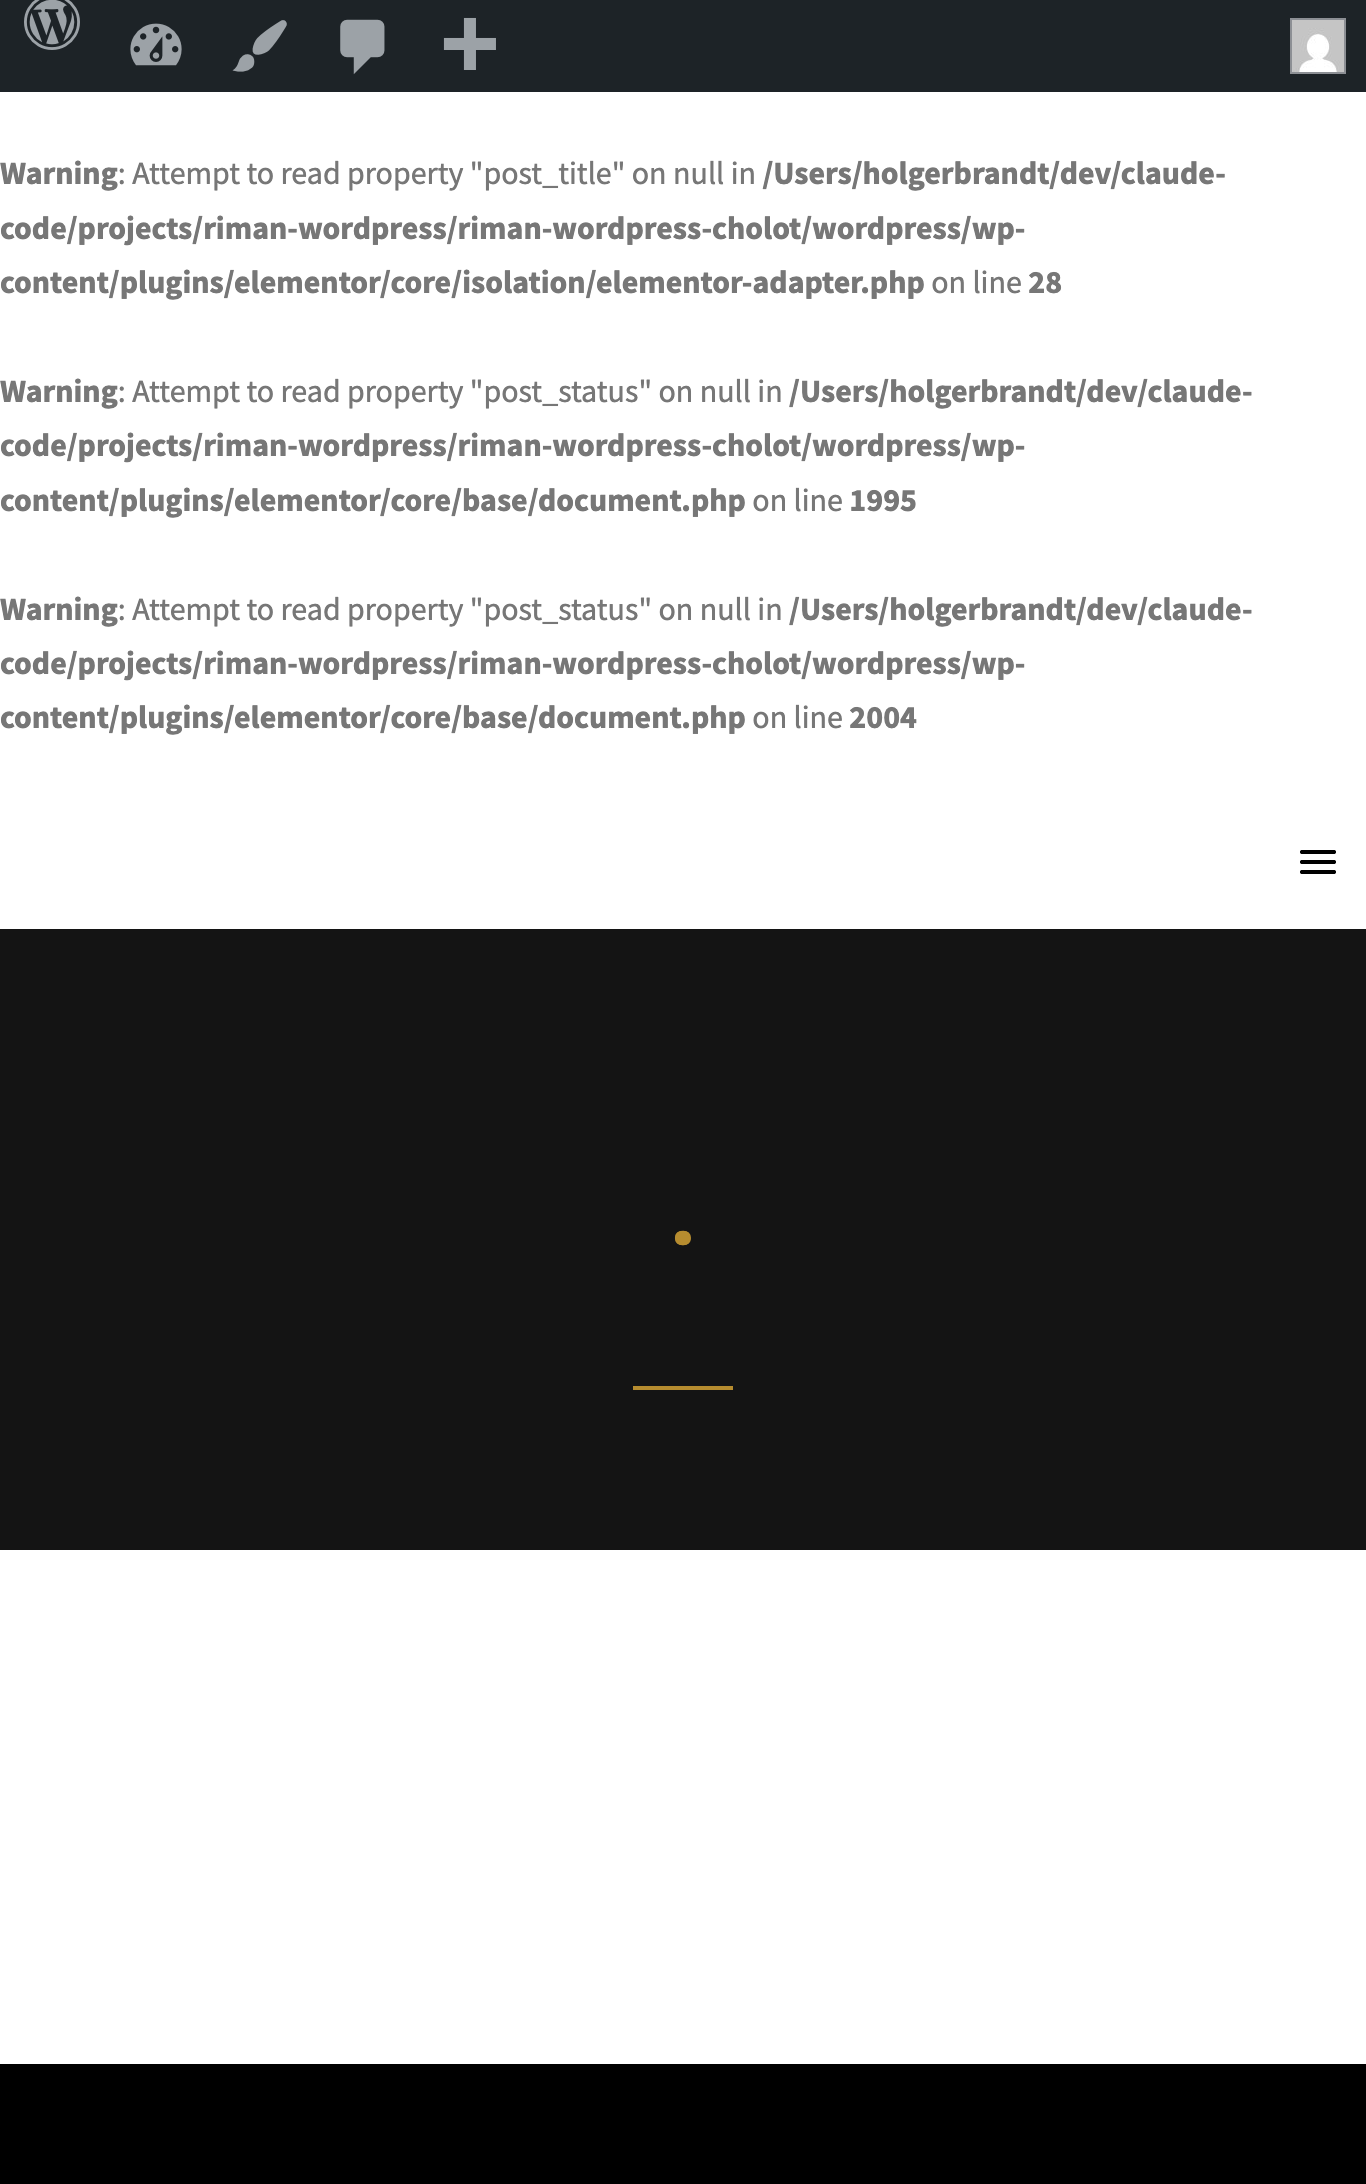 Warning: Attempt to read property "post_title" on null in /Users/holgerbrandt/dev/claude-
code/projects/riman-wordpress/riman-wordpress-cholot/wordpress/wp-
content/plugins/elementor/core/isolation/elementor-adapter.php on line 28
Warning: Attempt to read property "post_status" on null in /Users/holgerbrandt/dev/claude-
code/projects/riman-wordpress/riman-wordpress-cholot/wordpress/wp-
content/plugins/elementor/core/base/document.php on line 1995
Warning: Attempt to read property "post_status" on null in /Users/holgerbrandt/dev/claude-
code/projects/riman-wordpress/riman-wordpress-cholot/wordpress/wp-
content/plugins/elementor/core/base/document.php on line 2004